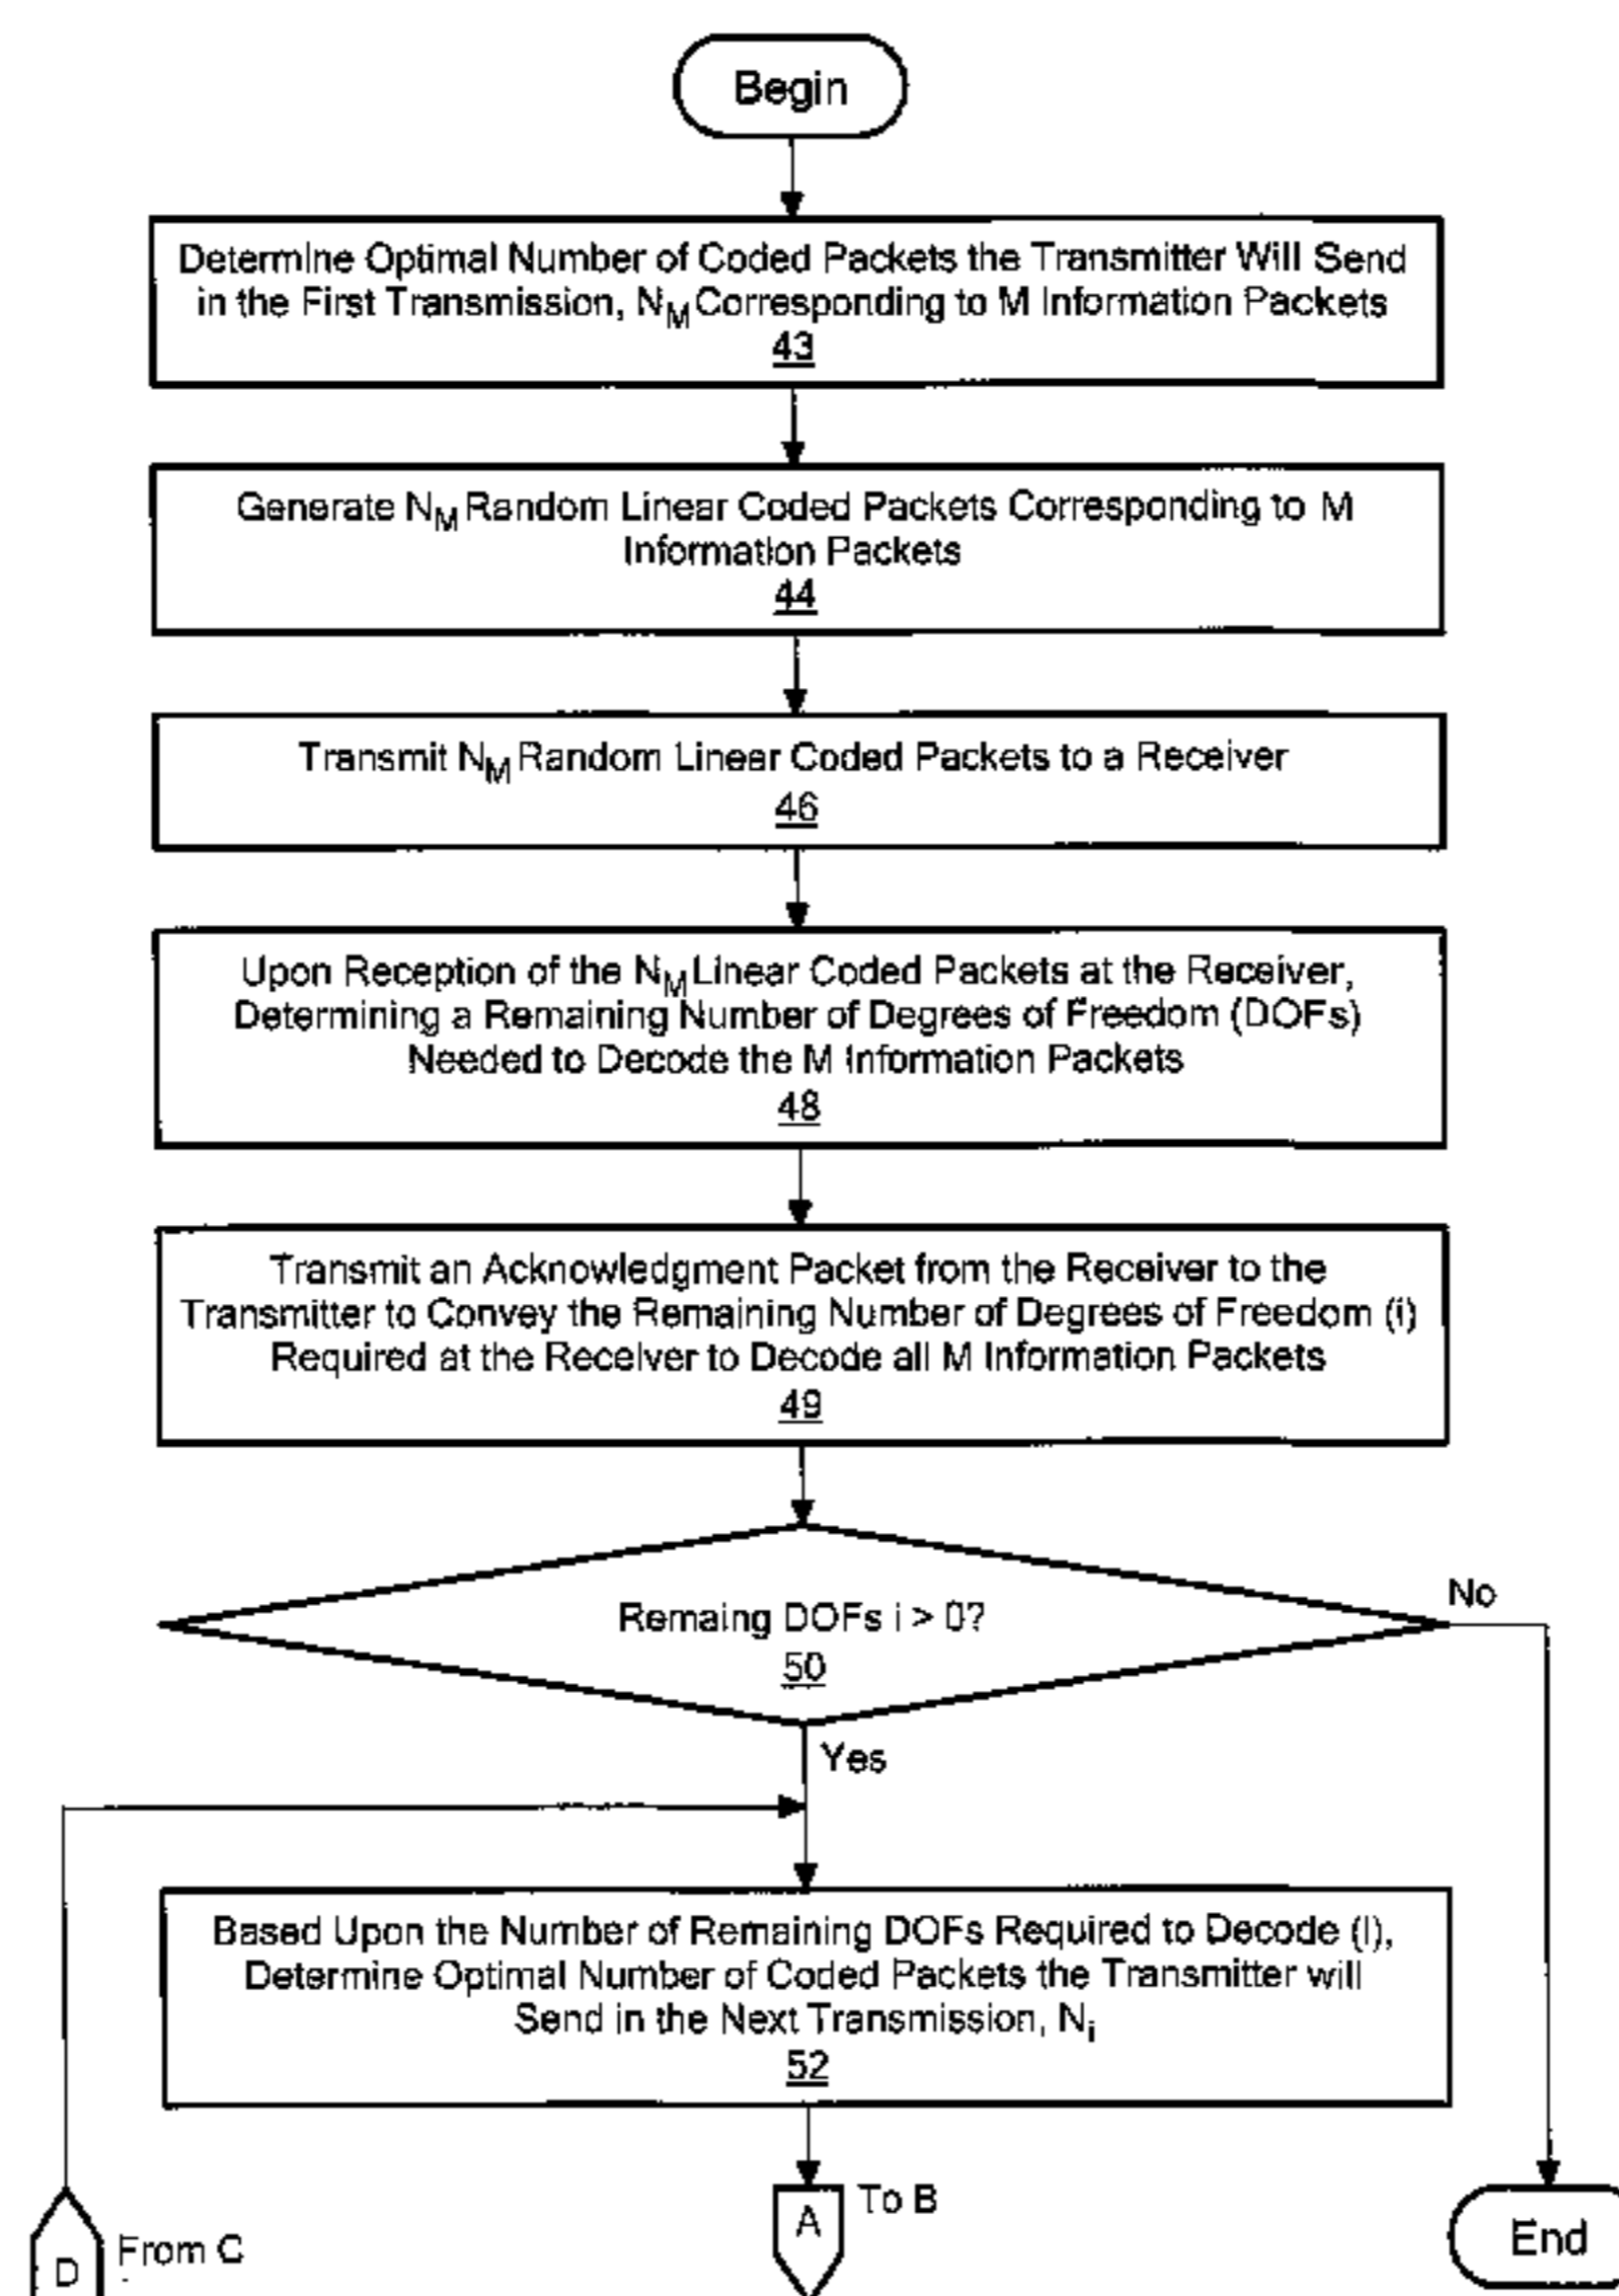 Begin
Determine Optimal Number of Coded Packets the Transmitter Will Send
in the First Transmission, NM Corresponding to M Information Packets
43
Generate NM Random Linear Coded Packets Corresponding to M
Information Packets
44
Transmit NM Random Linear Coded Packets to a Receiver
46
Upon Reception of the NM Linear Coded Packets at the Receiver,
Determining a Remaining Number of Degrees of Freedom (DOFs)
Needed to Decode the M Information Packets
48
Transmit an Acknowledgment Packet from the Receiver to the
Transmitter to Convey the Remaining Number of Degrees of Freedom (i)
Required at the Receiver to Decode all M Information Packets
49
Remaing DOFs i > 0?
50
No
Yes
Based Upon the Number of Remaining DOFs Required to Decode (i),
Determine Optimal Number of Coded Packets the Transmitter will
Send in the Next Transmission, Ni
52
A
To B
D
From C
End